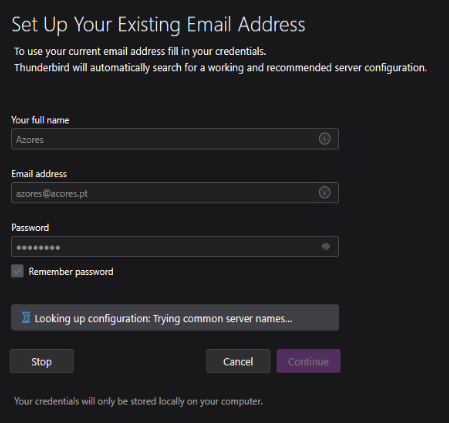 Set Up Your Existing Email Address
To use your current email address fill in your credentials.
Thunderbird will automatically search for a working and recommended server configuration.
Your full name
Azores
Email address
azores@acores.pt
Password
●●●●●●●●
Remember password
Looking up configuration: Trying common server names...
Stop
Cancel
Continue
Your credentials will only be stored locally on your computer.